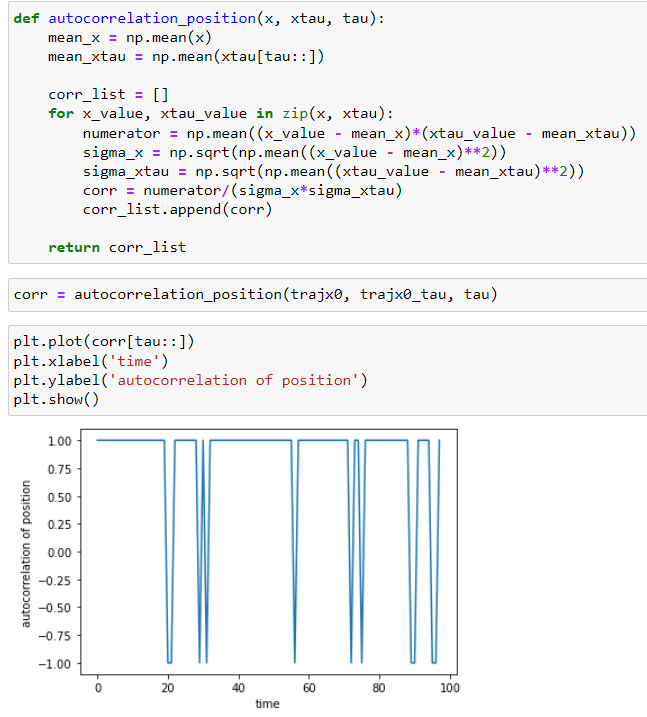 def autocorrelation_position(x, xtau, tau):
    mean_x = np.mean(x)
    mean_xtau = np.mean(xtau[tau::])

    corr_list = []
    for x_value, xtau_value in zip(x, xtau):
        numerator = np.mean((x_value - mean_x)*(xtau_value - mean_xtau))
        sigma_x = np.sqrt(np.mean((x_value - mean_x)**2))
        sigma_xtau = np.sqrt(np.mean((xtau_value - mean_xtau)**2))
        corr = numerator/(sigma_x*sigma_xtau)
        corr_list.append(corr)

    return corr_list
corr = autocorrelation_position(trajx0, trajx0_tau, tau)
plt.plot(corr[tau::])
plt.xlabel('time')
plt.ylabel('autocorrelation of position')
plt.show()
autocorrelation of position
1.00
0.75
0.50
0.25
0.00
−0.25
−0.50
−0.75
−1.00
0 20 40 60 80 100
time